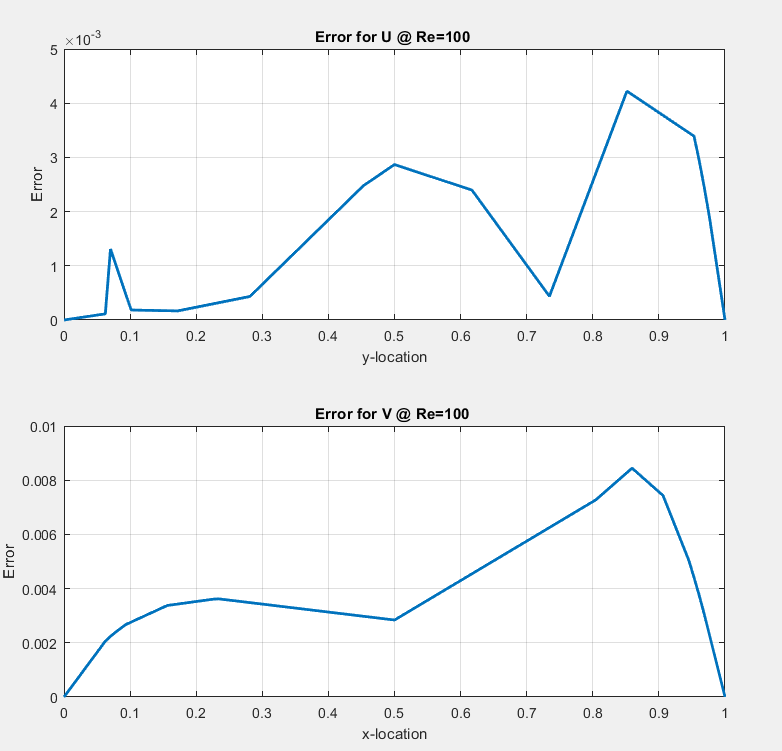 Error for U @ Re=100
×10-3
5
4
3
2
1
0
Error
0 0.1 0.2 0.3 0.4 0.5 0.6 0.7 0.8 0.9 1
y-location
Error for V @ Re=100
0.01
0.008
0.006
0.004
0.002
0
Error
0 0.1 0.2 0.3 0.4 0.5 0.6 0.7 0.8 0.9 1
x-location